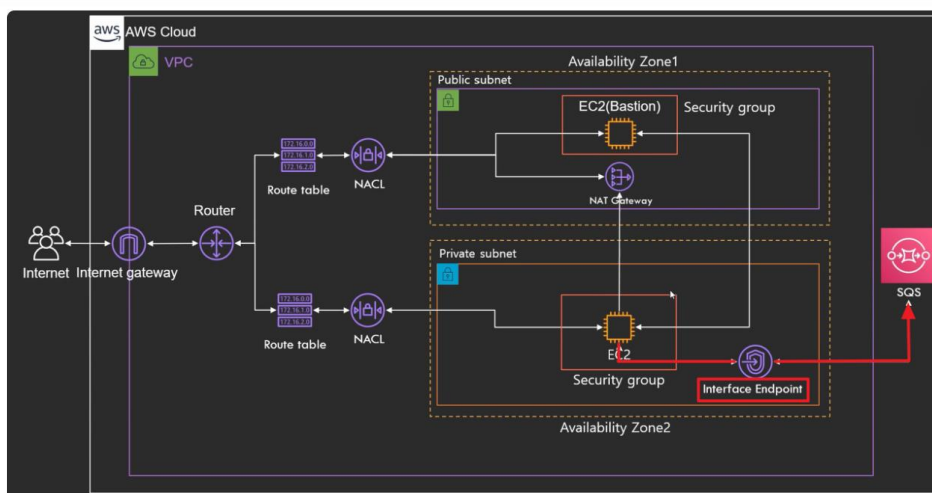 aws AWS Cloud
VPC
Availability Zone1
Public subnet
EC2(Bastion)
Security group
172.16.0.0
172.16.1.0
172.16.2.0
Route table
NACL
NAT Gateway
Router
Internet
Internet gateway
Private subnet
172.16.0.0
172.16.1.0
172.16.2.0
Route table
NACL
EC2
Security group
Interface Endpoint
SQS
Availability Zone2